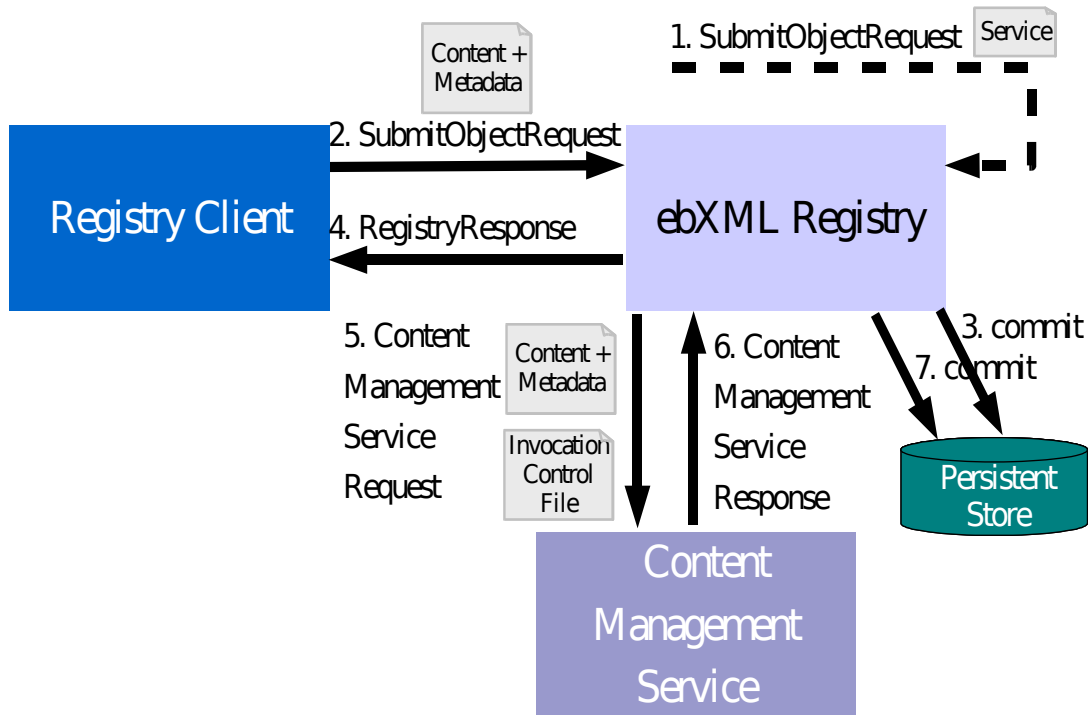 1. SubmitObjectRequest
Service
Content +
Metadata
2. SubmitObjectRequest
Registry Client
ebXML Registry
4. RegistryResponse
5. Content
Management
Service
Request
Content +
Metadata
Invocation
Control
File
6. Content
Management
Service
Response
3. commit
7. commit
Persistent
Store
Content
Management
Service